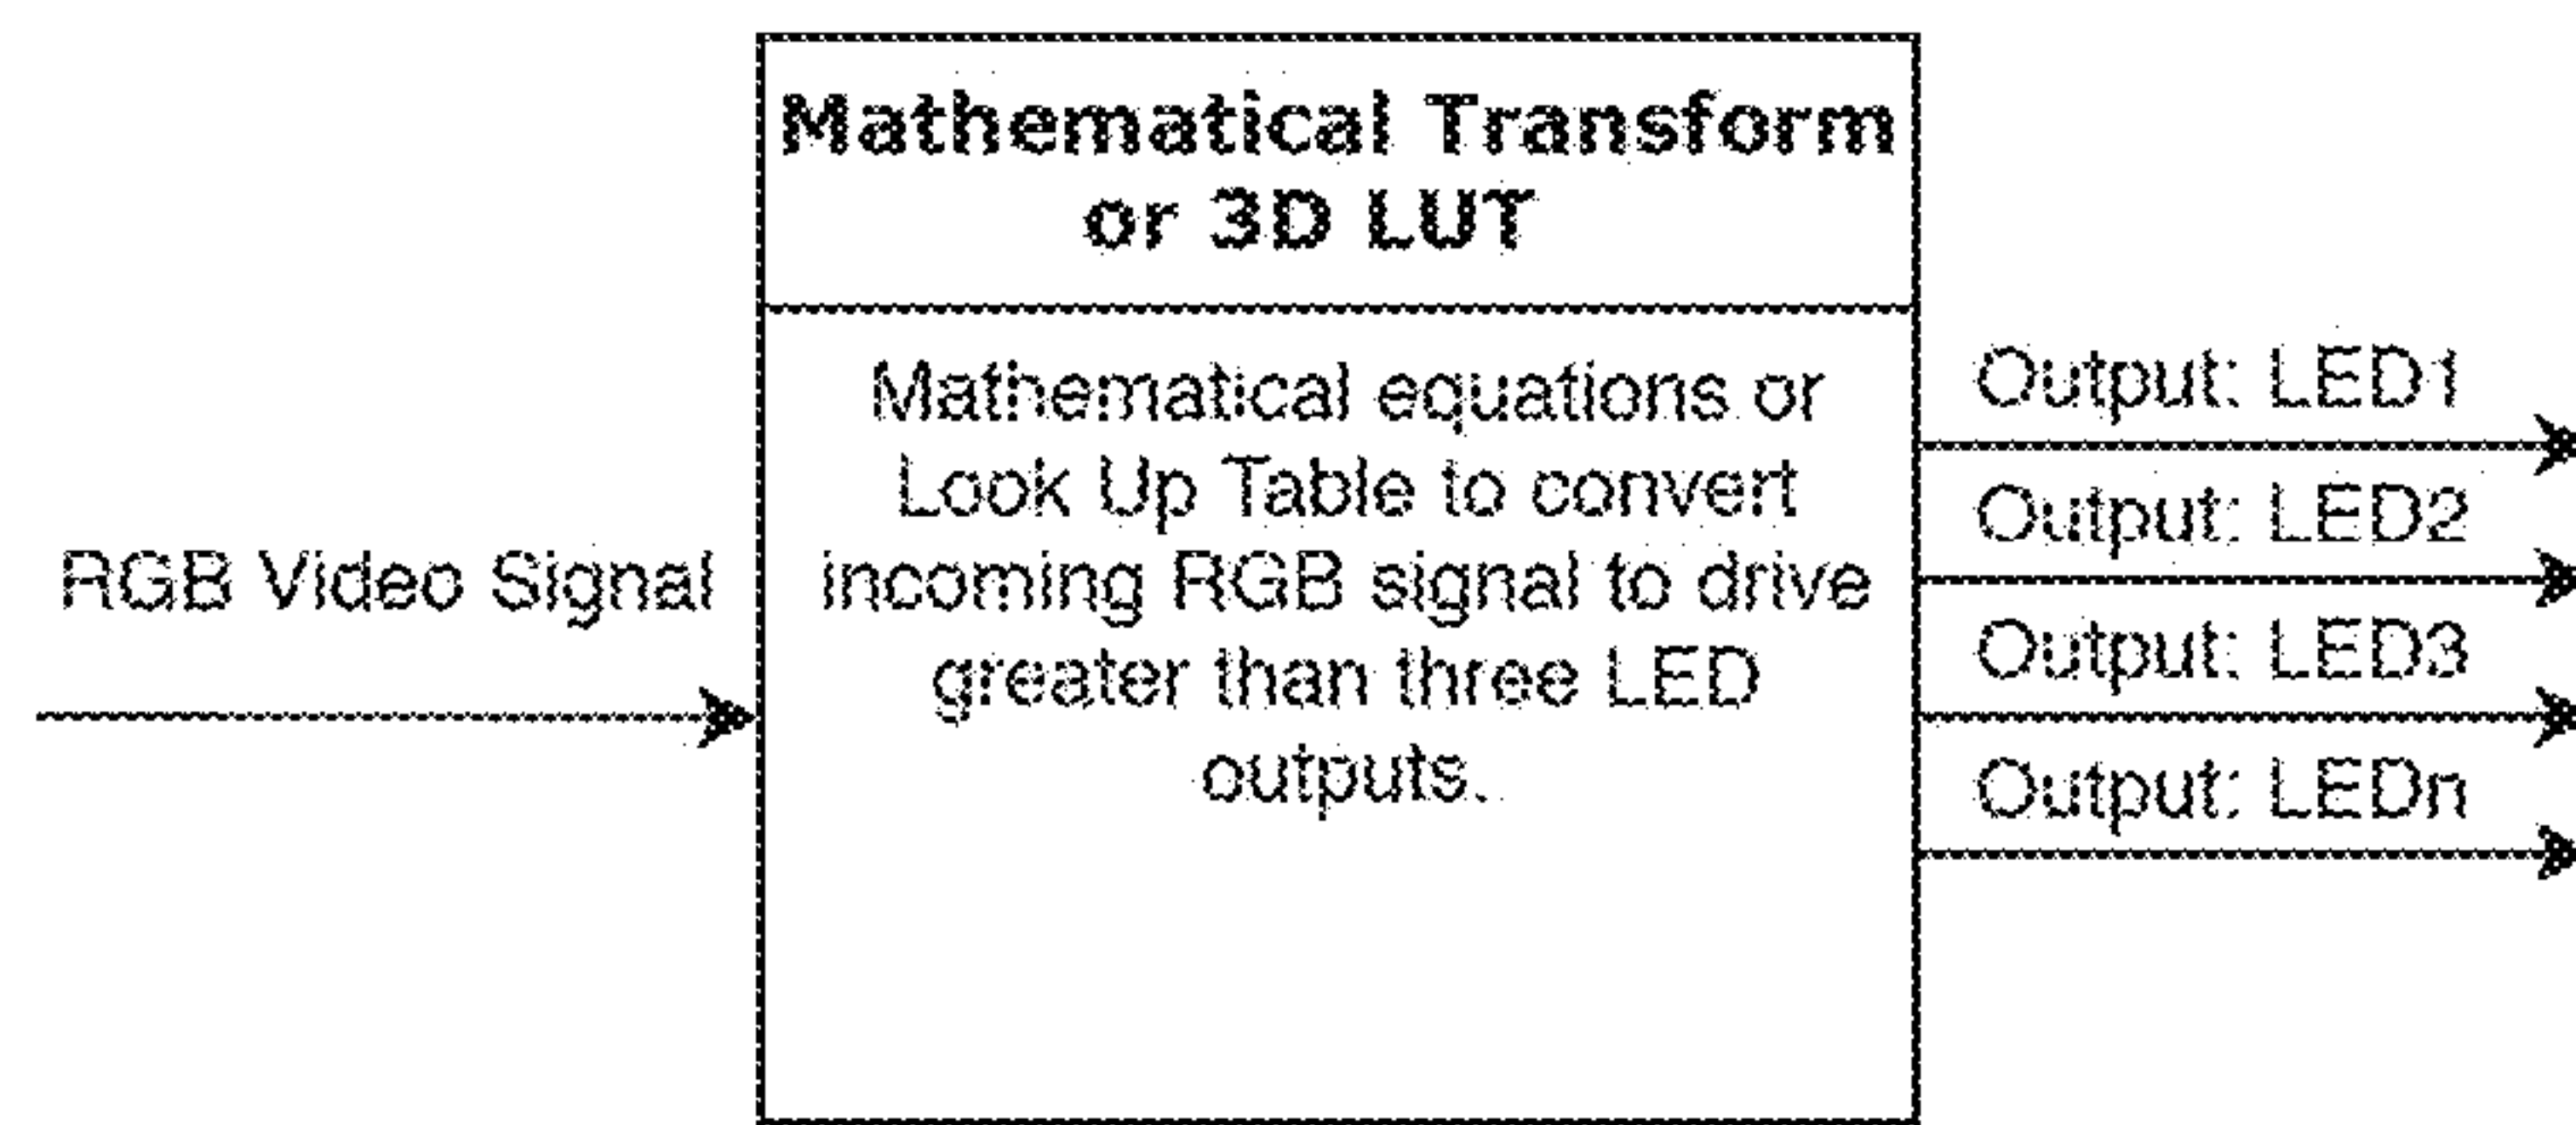 Mathematical Transform
or 3D LUT
RGB Video Signal
Mathematical equations or
Look Up Table to convert
incoming RGB signal to drive
greater than three LED
outputs.
Output: LED1
Output: LED2
Output: LED3
Output: LEDn